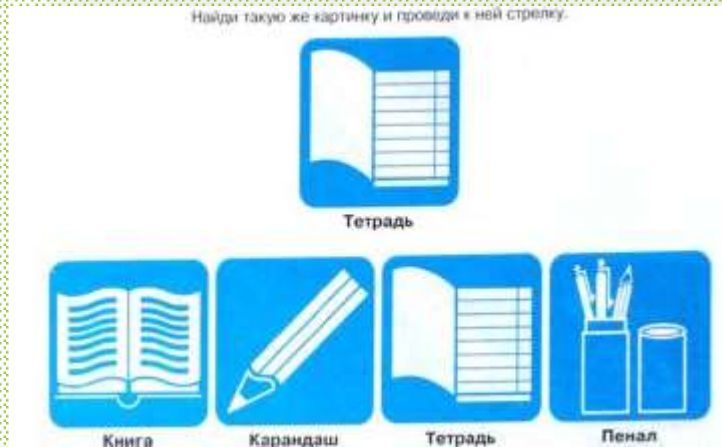 Найди такую же картинку и проведи к ней стрелку.
Тетрадь
Книга Карандаш Тетрадь Пенал